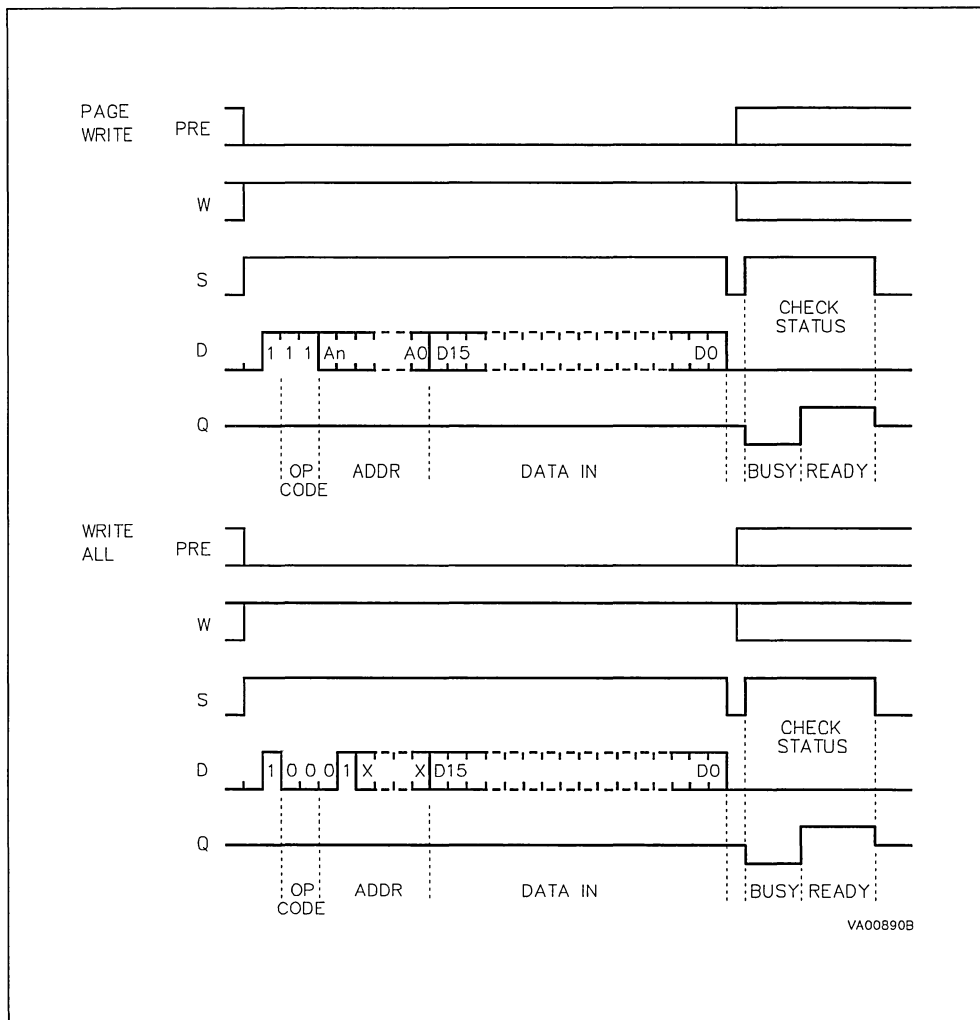 PAGE
WRITE
PRE
W
S
CHECK
STATUS
D
1 1 1 An A0 D15 D0
Q
OP
CODE
ADDR
DATA IN
BUSY READY
WRITE
ALL
PRE
W
S
CHECK
STATUS
D
1 0 0 0 1 X X D15 D0
Q
OP
CODE
ADDR
DATA IN
BUSY READY
VA00890B